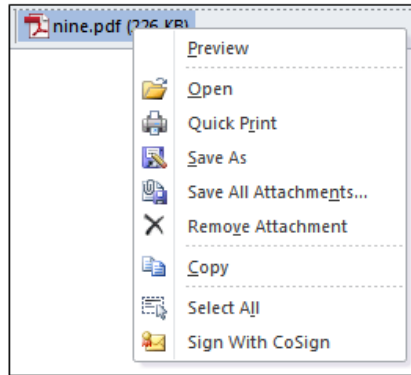 nine.pdf (226 KB)
Preview
Open
Quick Print
Save As
Save All Attachments...
Remove Attachment
Copy
Select All
Sign With CoSign